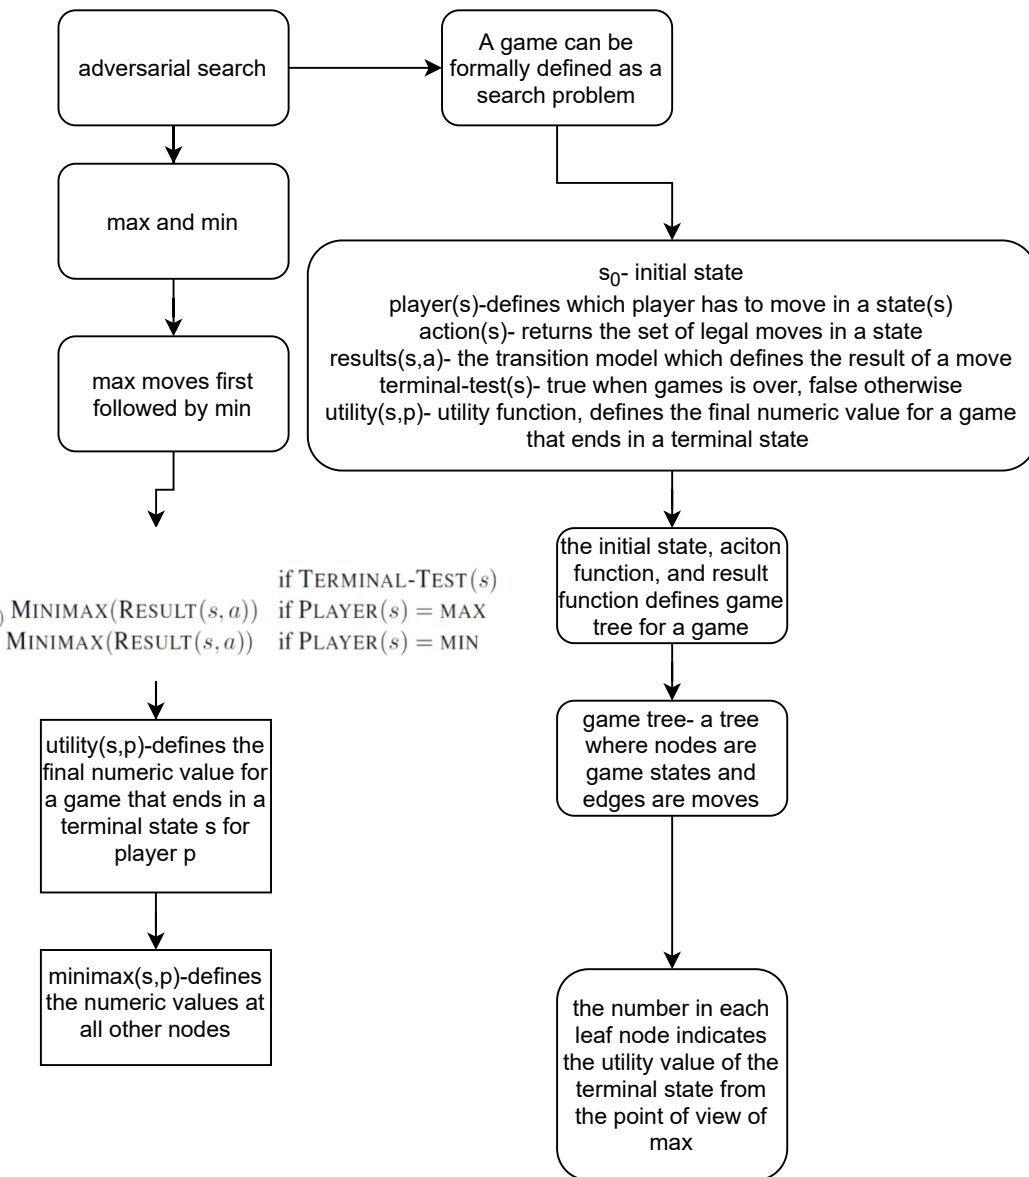 adversarial search
A game can be
formally defined as a
search problem
max and min
s₀- initial state
player(s)-defines which player has to move in a state(s)
action(s)- returns the set of legal moves in a state
results(s,a)- the transition model which defines the result of a move
terminal-test(s)- true when games is over, false otherwise
utility(s,p)- utility function, defines the final numeric value for a game
that ends in a terminal state
max moves first
followed by min
if TERMINAL-TEST(s)
) MINIMAX(RESULT(s, a)) if PLAYER(s) = MAX
MINIMAX(RESULT(s, a)) if PLAYER(s) = MIN
the initial state, aciton
function, and result
function defines game
tree for a game
game tree- a tree
where nodes are
game states and
edges are moves
utility(s,p)-defines the
final numeric value for
a game that ends in a
terminal state s for
player p
minimax(s,p)-defines
the numeric values at
all other nodes
the number in each
leaf node indicates
the utility value of the
terminal state from
the point of view of
max